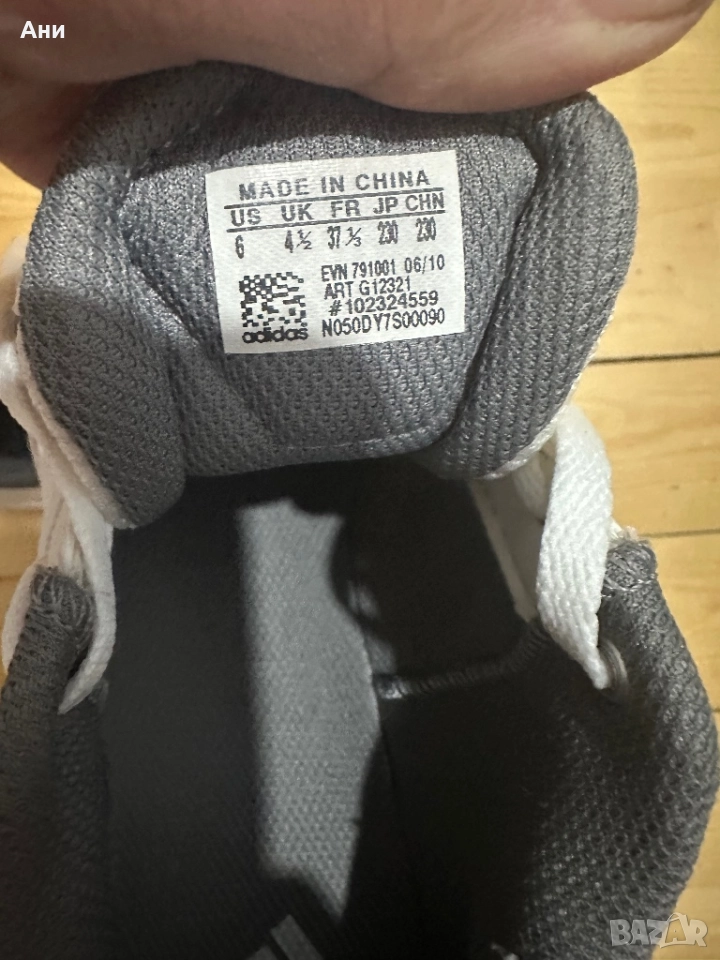 Ани
MADE IN CHINA
US UK FR JP CHN
6 4½ 37⅓ 230 230
EVN 791001 06/10
ART G12321
#102324559
adidas N050DY7S00090
BAZAR